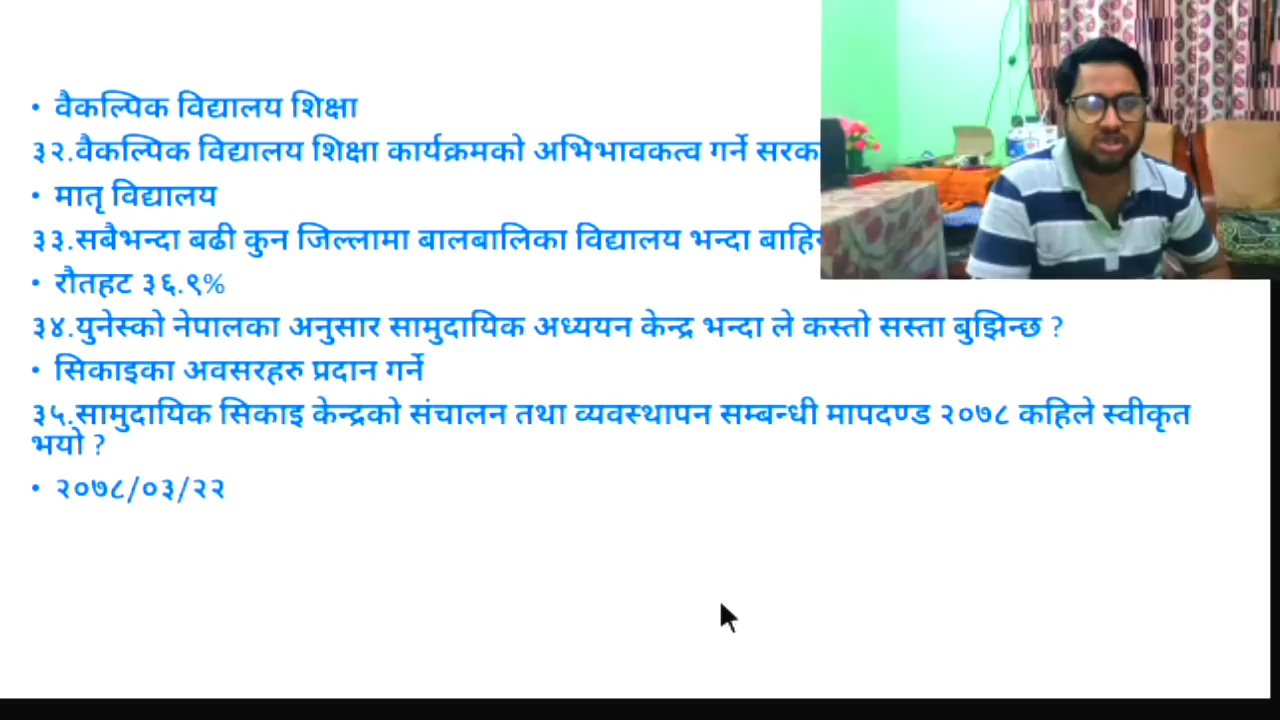 • वैकल्पिक विद्यालय शिक्षा
३२.वैकल्पिक विद्यालय शिक्षा कार्यक्रमको अभिभावकत्व गर्ने
• मातृ विद्यालय
३३.सबैभन्दा बढी कुन जिल्लामा बालबालिका विद्यालय भन्दा
• रौतहट ३६.९%
३४.युनेस्को नेपालका अनुसार सामुदायिक अध्ययन केन्द्र भन्दा ले कस्तो सस्ता बुझिन्छ ?
• सिकाइका अवसरहरु प्रदान गर्ने
३५.सामुदायिक सिकाइ केन्द्रको संचालन तथा व्यवस्थापन सम्बन्धी मापदण्ड २०७८ कहिले स्वीकृत
भयो ?
• २०७८/०३/२२